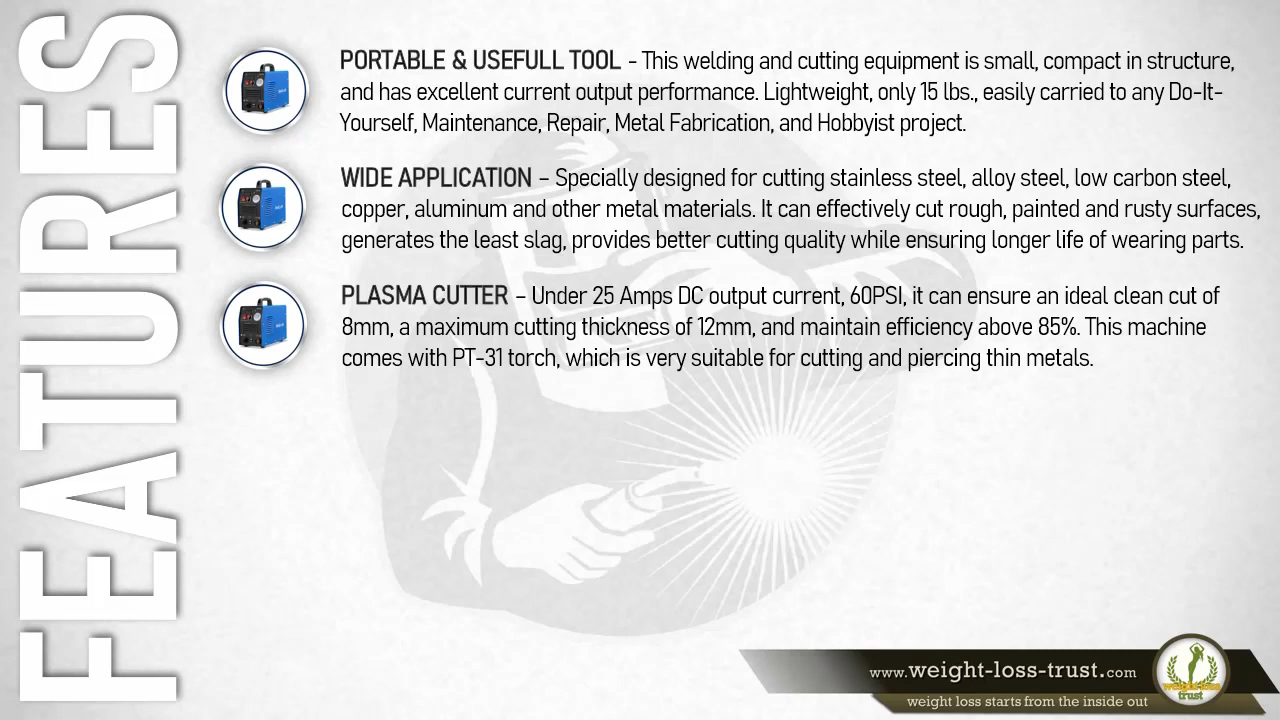 FEATURES
PORTABLE & USEFULL TOOL - This welding and cutting equipment is small, compact in structure,
and has excellent current output performance. Lightweight, only 15 lbs., easily carried to any Do-It-
Yourself, Maintenance, Repair, Metal Fabrication, and Hobbyist project.
WIDE APPLICATION – Specially designed for cutting stainless steel, alloy steel, low carbon steel,
copper, aluminum and other metal materials. It can effectively cut rough, painted and rusty surfaces,
generates the least slag, provides better cutting quality while ensuring longer life of wearing parts.
PLASMA CUTTER – Under 25 Amps DC output current, 60PSI, it can ensure an ideal clean cut of
8mm, a maximum cutting thickness of 12mm, and maintain efficiency above 85%. This machine
comes with PT-31 torch, which is very suitable for cutting and piercing thin metals.
www.weight-loss-trust.com
weight loss starts from the inside out
weight loss
trust